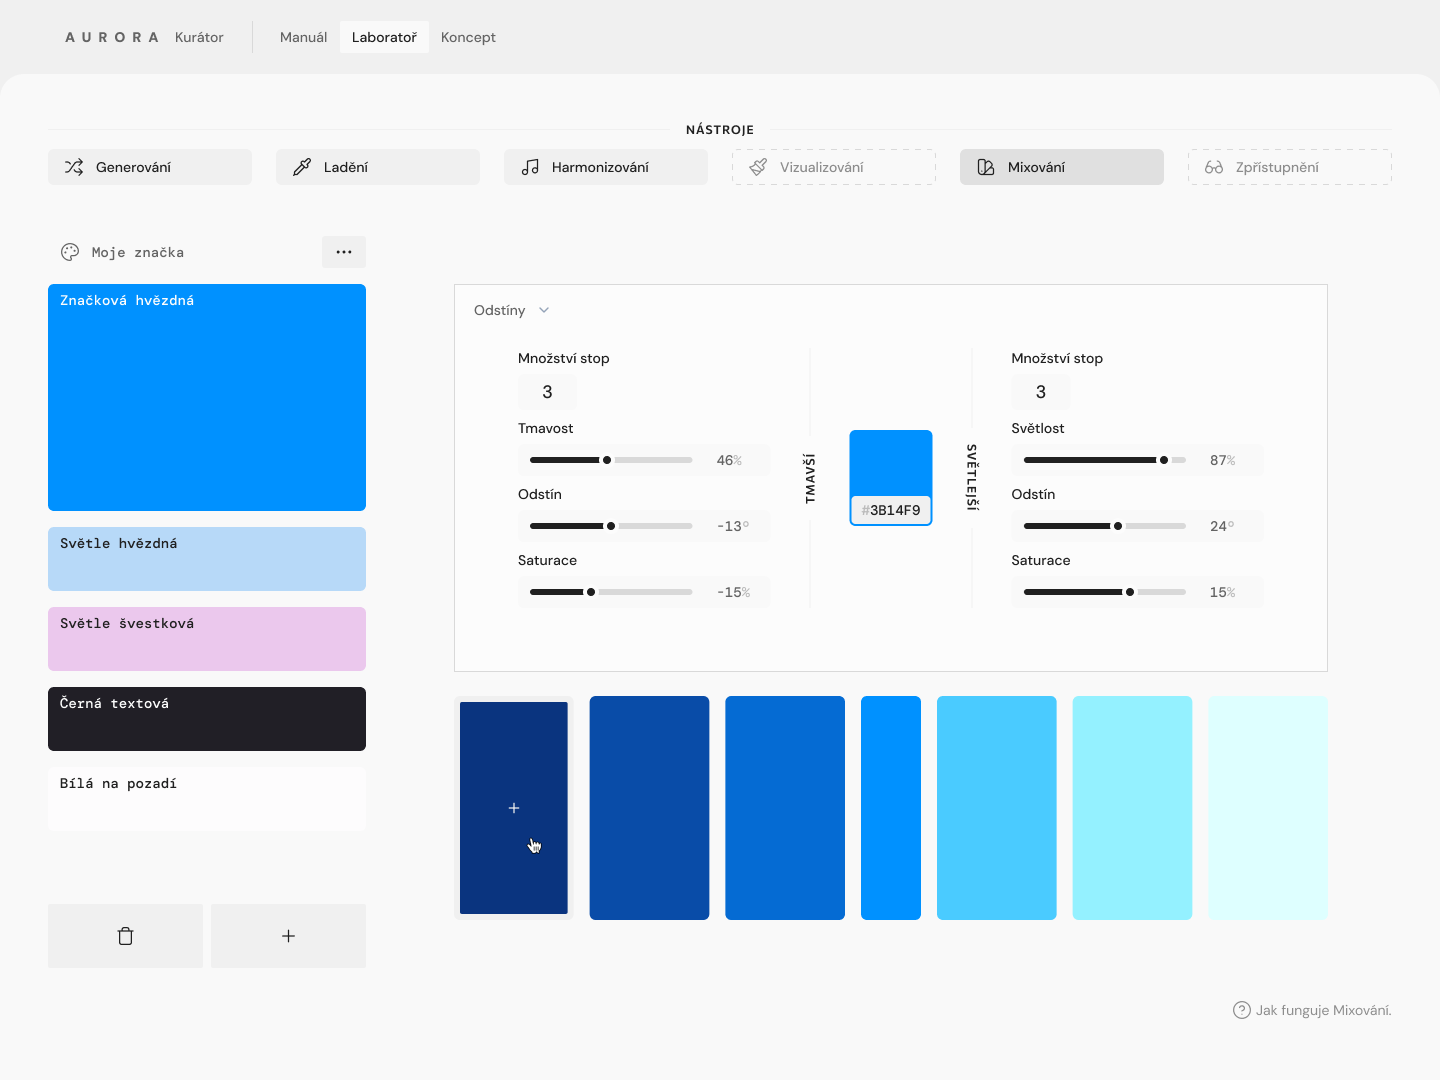 AURORA Kurátor
Manuál
Laboratoř
Koncept
NÁSTROJE
Generování
Ladění
Harmonizování
Vizualizování
Mixování
Zpřístupnění
Moje značka
Značková hvězdná
Světle hvězdná
Světle švestková
Černá textová
Bílá na pozadí
Odstíny
Množství stop
3
Tmavost
46%
Odstín
-13°
Saturace
-15%
TMAVŠÍ
#3B14F9
SVĚTLEJŠÍ
Množství stop
3
Světlost
87%
Odstín
24°
Saturace
15%
Jak funguje Mixování.